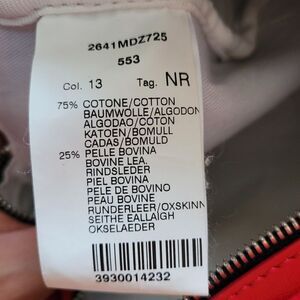 2641MDZ725
553
Col. 13 Tag. NR
75% COTONE/COTTON
BAUMWOLLE/ALGODON
ALGODAO/COTON
KATOEN/BOMULL
CADAS/BOMULD
25% PELLE BOVINA
BOVINE LEA.
RINDSLEDER
PIEL BOVINA
PELE DE BOVINO
PEAU BOVINE
RUNDERLEER/OXSKINN
SEITHE EALLAIGH
OKSELAEDER
3930014232